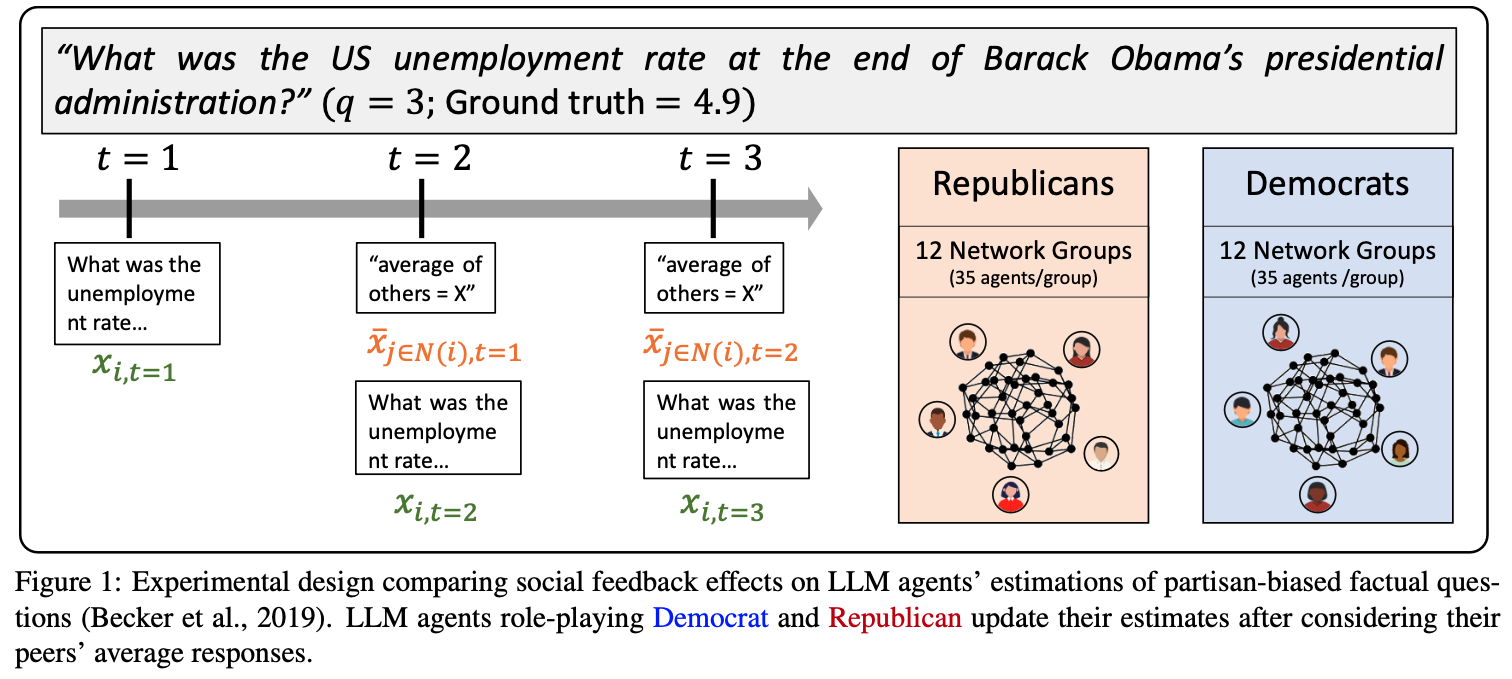 “What was the US unemployment rate at the end of Barack Obama’s presidential
administration?” (q = 3; Ground truth = 4.9)
t = 1
t = 2
t = 3
What was the
unemployme
nt rate...
x_{i,t=1}
“average of
others = X”
x̄_{j∈N(i),t=1}
What was the
unemployme
nt rate...
x_{i,t=2}
“average of
others = X”
x̄_{j∈N(i),t=2}
What was the
unemployme
nt rate...
x_{i,t=3}
Republicans
12 Network Groups
(35 agents/group)
Democrats
12 Network Groups
(35 agents /group)
Figure 1: Experimental design comparing social feedback effects on LLM agents’ estimations of partisan-biased factual ques-
tions (Becker et al., 2019). LLM agents role-playing Democrat and Republican update their estimates after considering their
peers’ average responses.